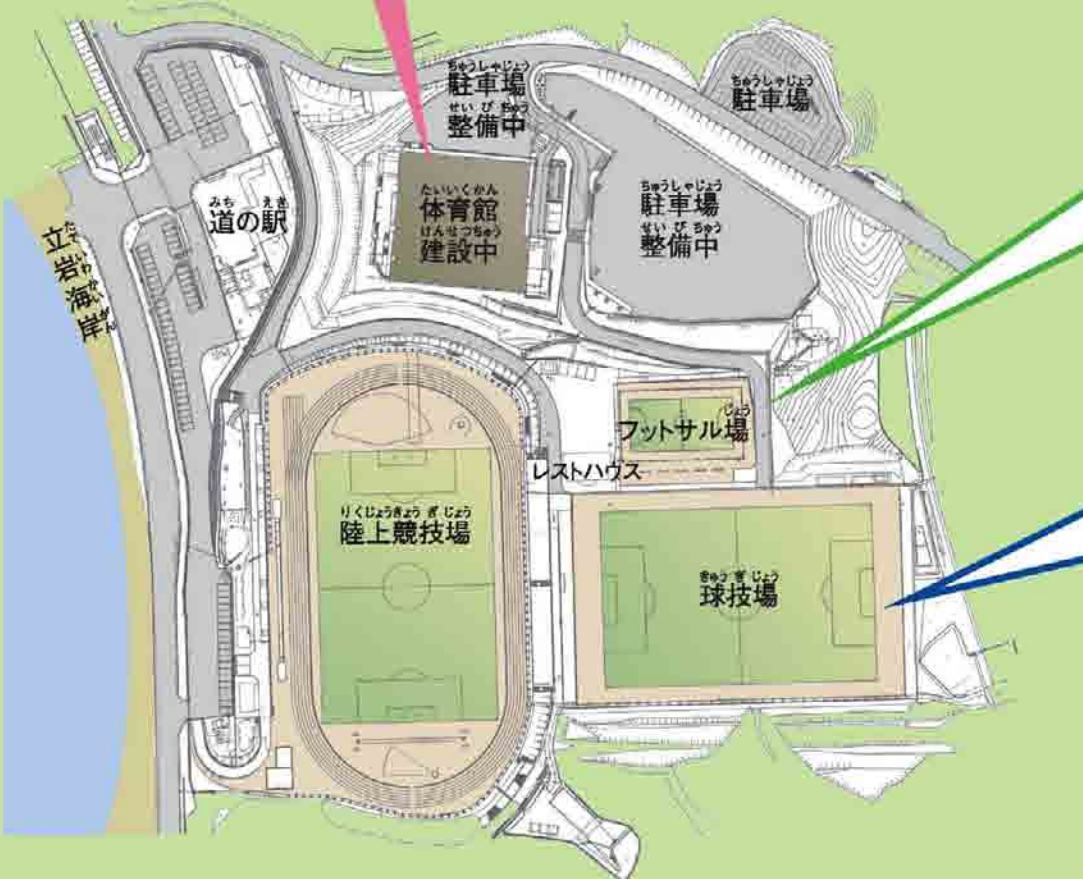 ちゅうしゃじょう
駐車場
せいびちゅう
整備中
ちゅうしゃじょう
駐車場
たいいくかん
体育館
けんせつちゅう
建設中
ちゅうしゃじょう
駐車場
せいびちゅう
整備中
みち えき
道の駅
たていわかいがん
立岩海岸
じょう
フットサル場
レストハウス
りくじょうきょうぎじょう
陸上競技場
きゅうぎじょう
球技場